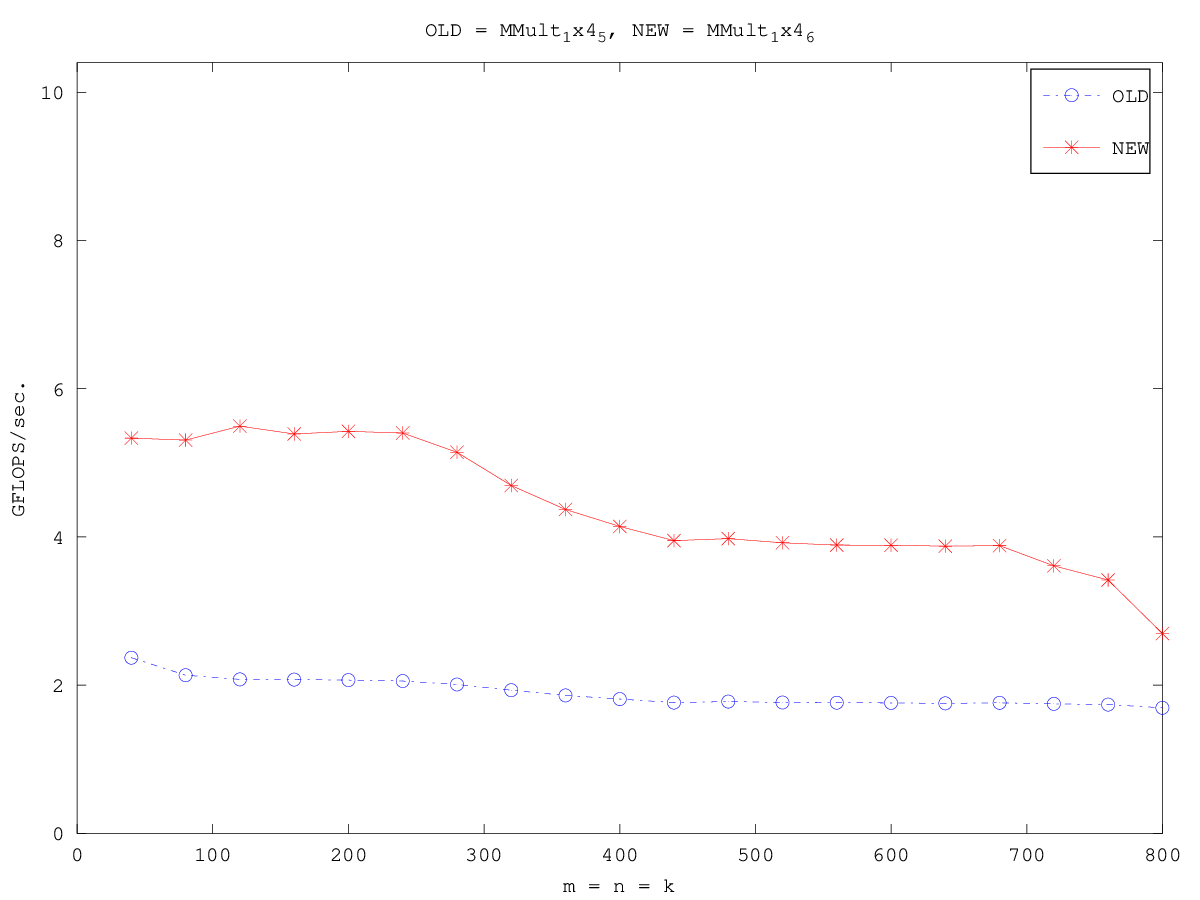 OLD = MMult1x45, NEW = MMult1x46
10
8
6
4
2
0
GFLOPS/sec.
OLD
NEW
0 100 200 300 400 500 600 700 800
m = n = k